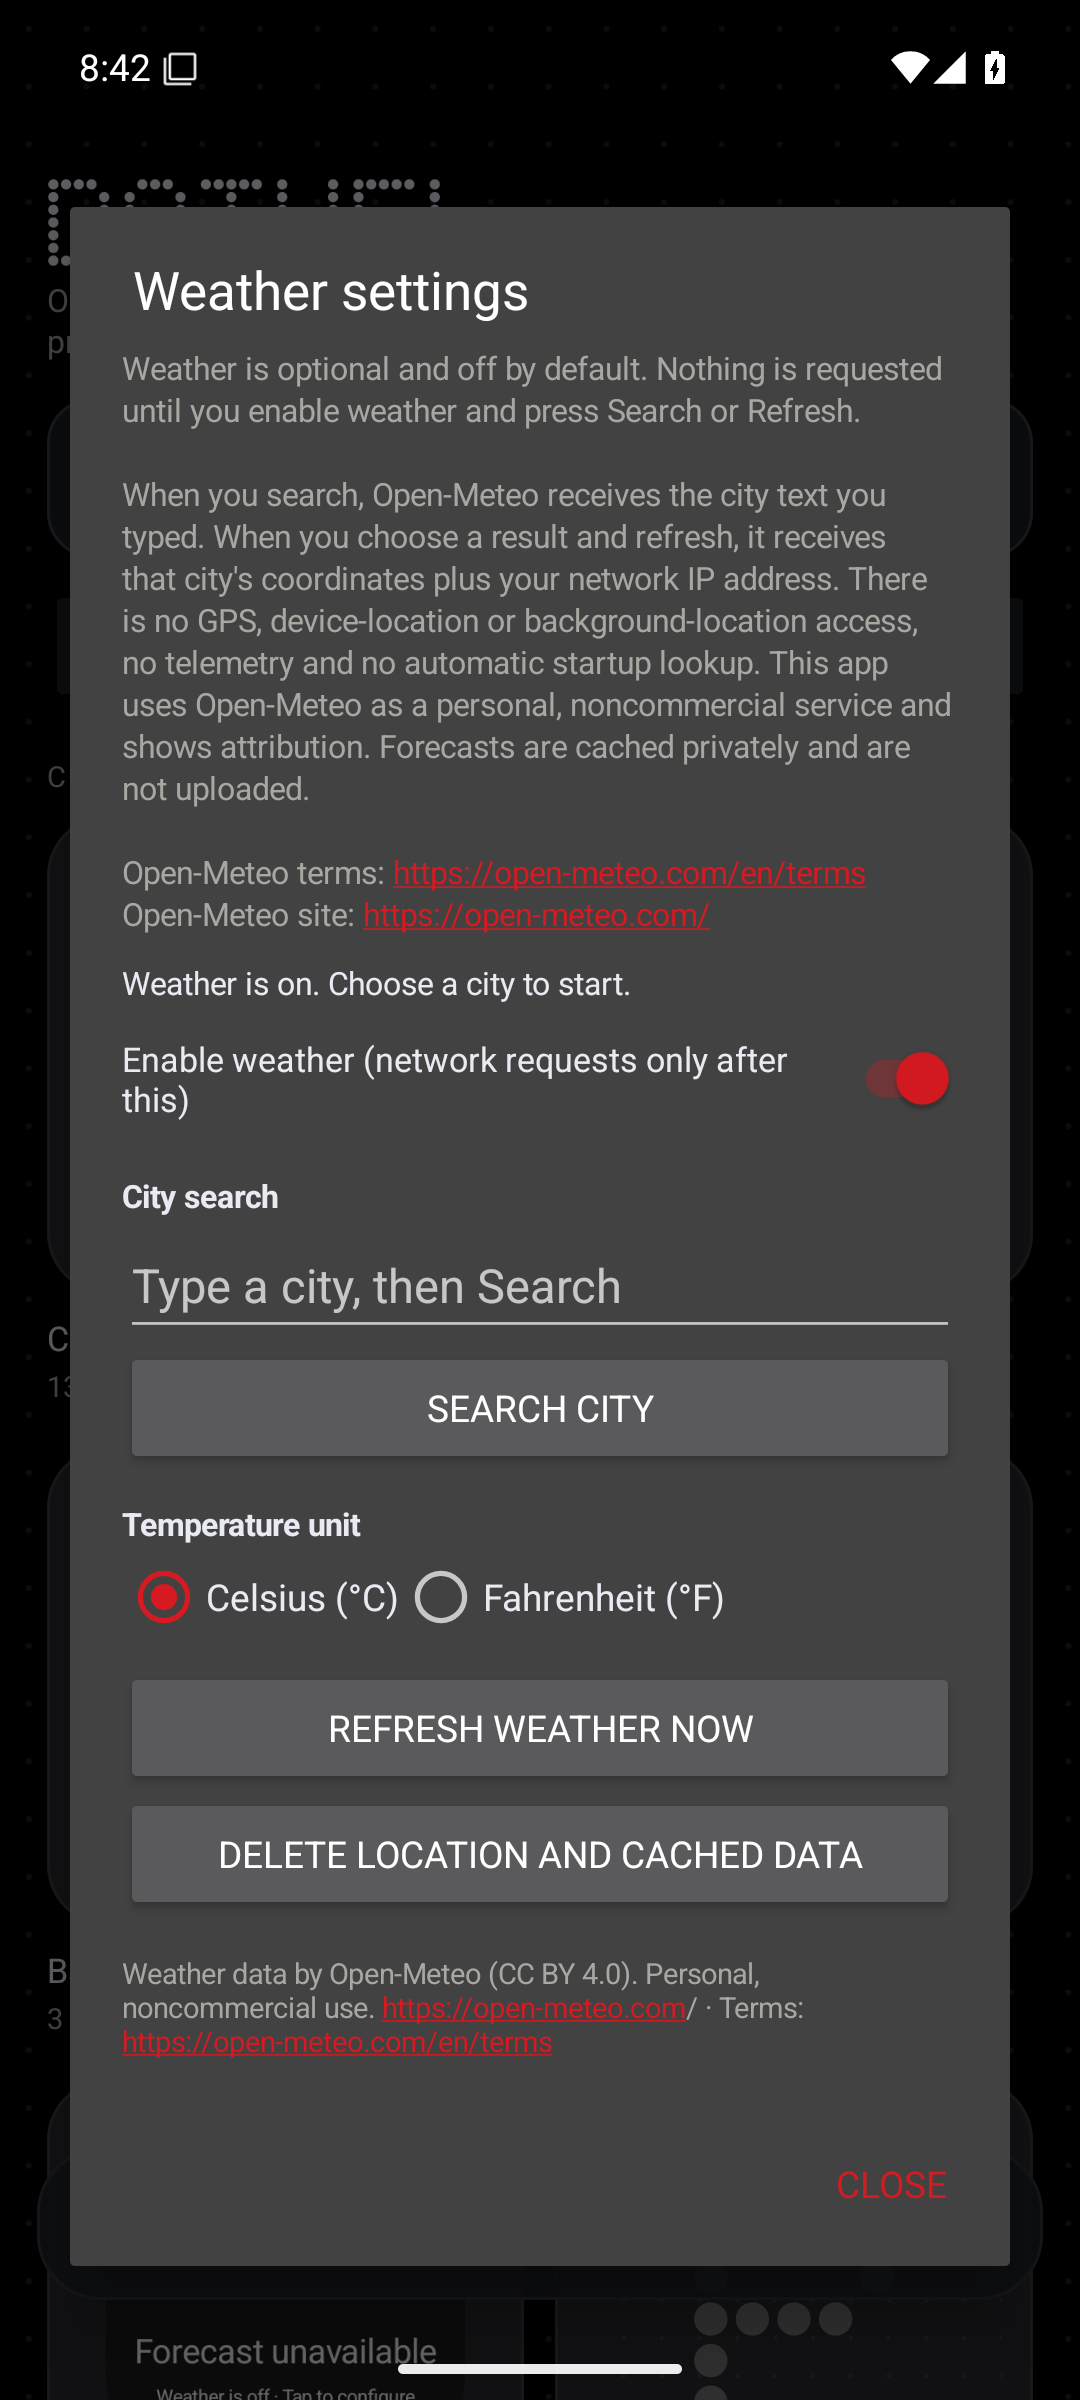 8:42
Weather settings
Weather is optional and off by default. Nothing is requested
until you enable weather and press Search or Refresh.
When you search, Open-Meteo receives the city text you
typed. When you choose a result and refresh, it receives
that city's coordinates plus your network IP address. There
is no GPS, device-location or background-location access,
no telemetry and no automatic startup lookup. This app
uses Open-Meteo as a personal, noncommercial service and
shows attribution. Forecasts are cached privately and are
not uploaded.
Open-Meteo terms: https://open-meteo.com/en/terms
Open-Meteo site: https://open-meteo.com/
Weather is on. Choose a city to start.
Enable weather (network requests only after
this)
City search
Type a city, then Search
SEARCH CITY
Temperature unit
Celsius (°C) Fahrenheit (°F)
REFRESH WEATHER NOW
DELETE LOCATION AND CACHED DATA
Weather data by Open-Meteo (CC BY 4.0). Personal,
noncommercial use. https://open-meteo.com/ · Terms:
https://open-meteo.com/en/terms
CLOSE
Forecast unavailable
Weather is off · Tap to configure